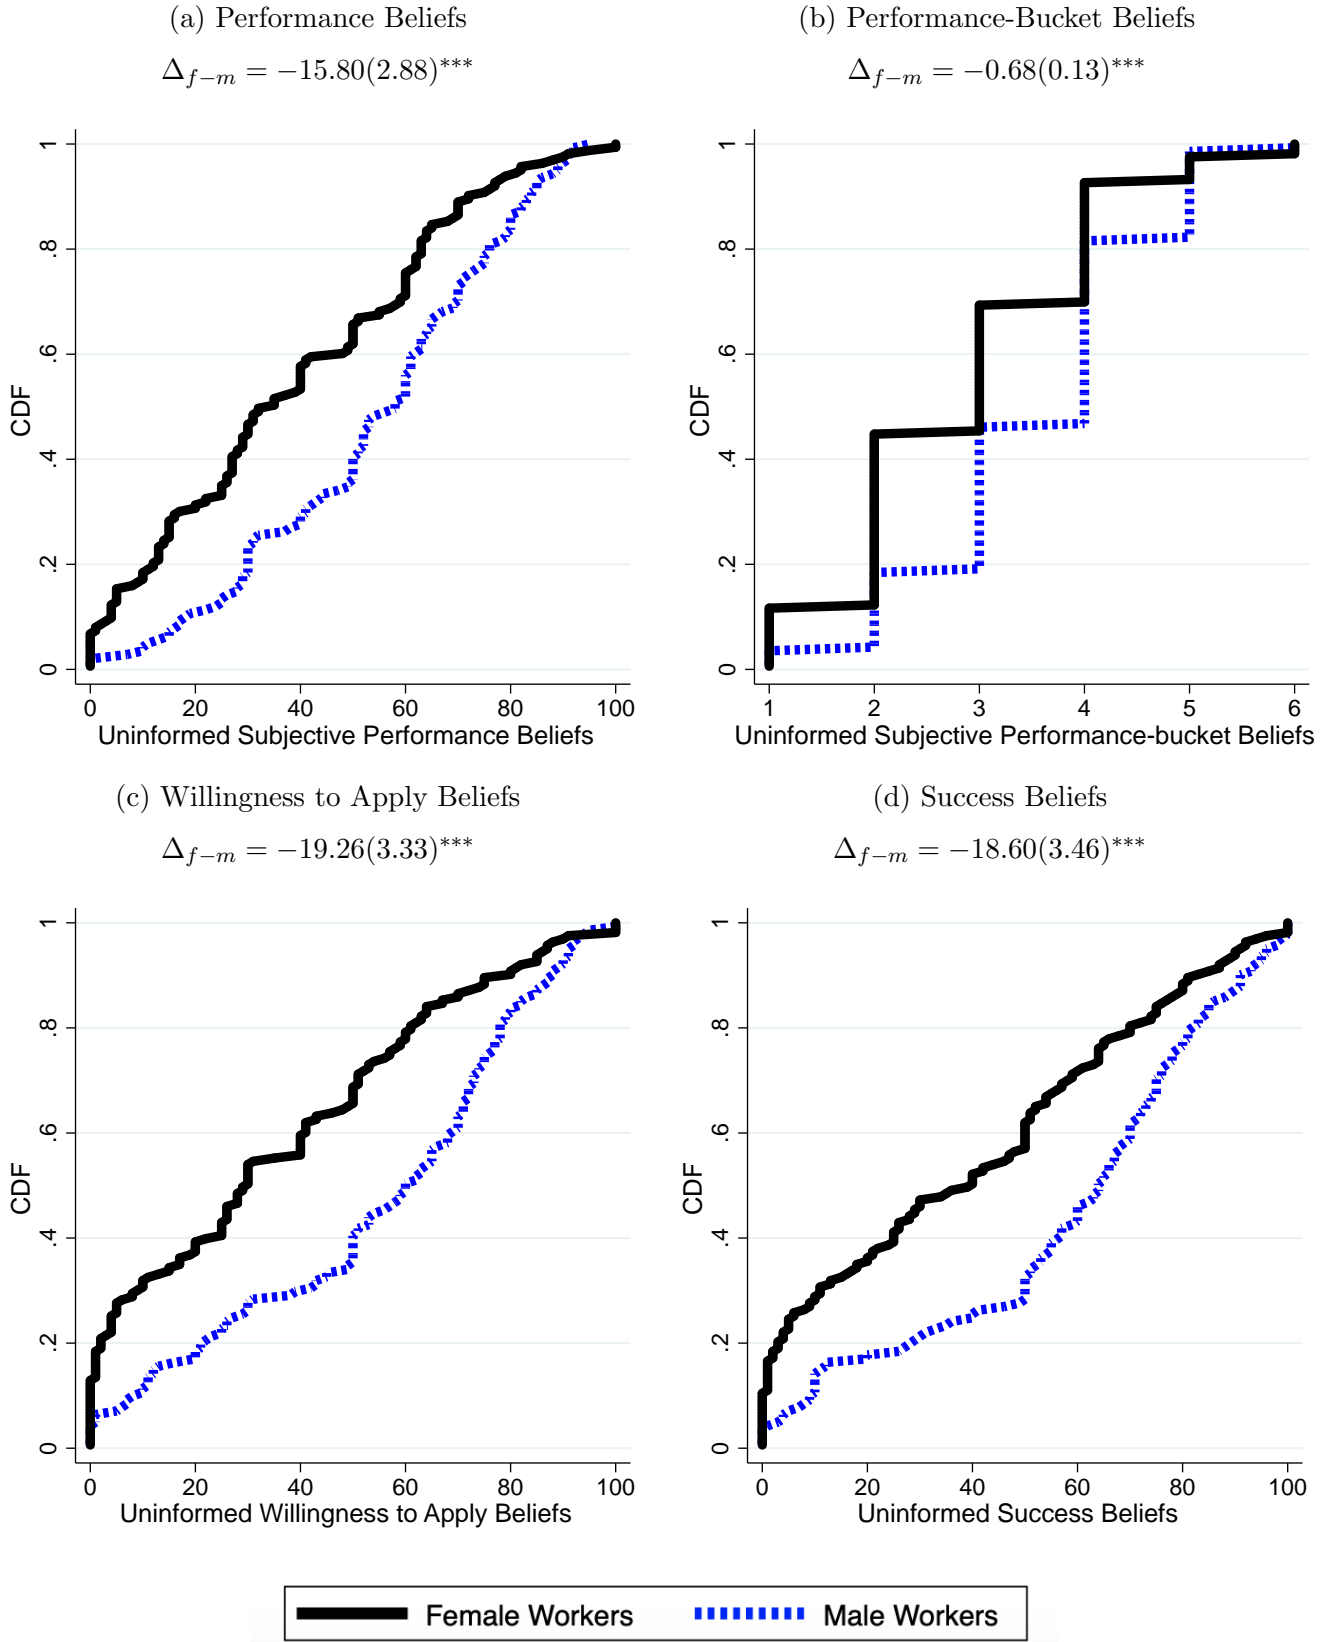 (a) Performance Beliefs
Δf−m = −15.80(2.88)***
1
.8
.6
.4
.2
0
CDF
0 20 40 60 80 100
Uninformed Subjective Performance Beliefs
(b) Performance-Bucket Beliefs
Δf−m = −0.68(0.13)***
1
.8
.6
.4
.2
0
CDF
1 2 3 4 5 6
Uninformed Subjective Performance-bucket Beliefs
(c) Willingness to Apply Beliefs
Δf−m = −19.26(3.33)***
1
.8
.6
.4
.2
0
CDF
0 20 40 60 80 100
Uninformed Willingness to Apply Beliefs
(d) Success Beliefs
Δf−m = −18.60(3.46)***
1
.8
.6
.4
.2
0
CDF
0 20 40 60 80 100
Uninformed Success Beliefs
Female Workers Male Workers